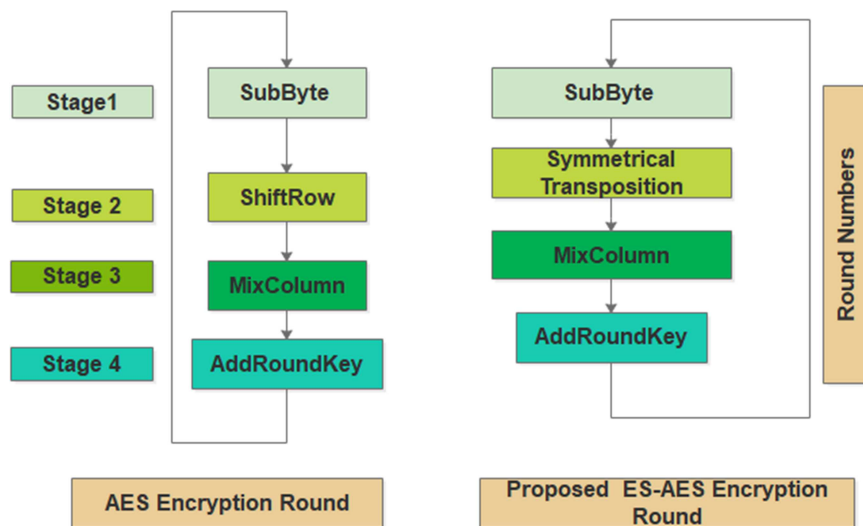 Stage1
Stage 2
Stage 3
Stage 4
SubByte
ShiftRow
MixColumn
AddRoundKey
AES Encryption Round
SubByte
Symmetrical
Transposition
MixColumn
AddRoundKey
Proposed ES-AES Encryption
Round
Round Numbers